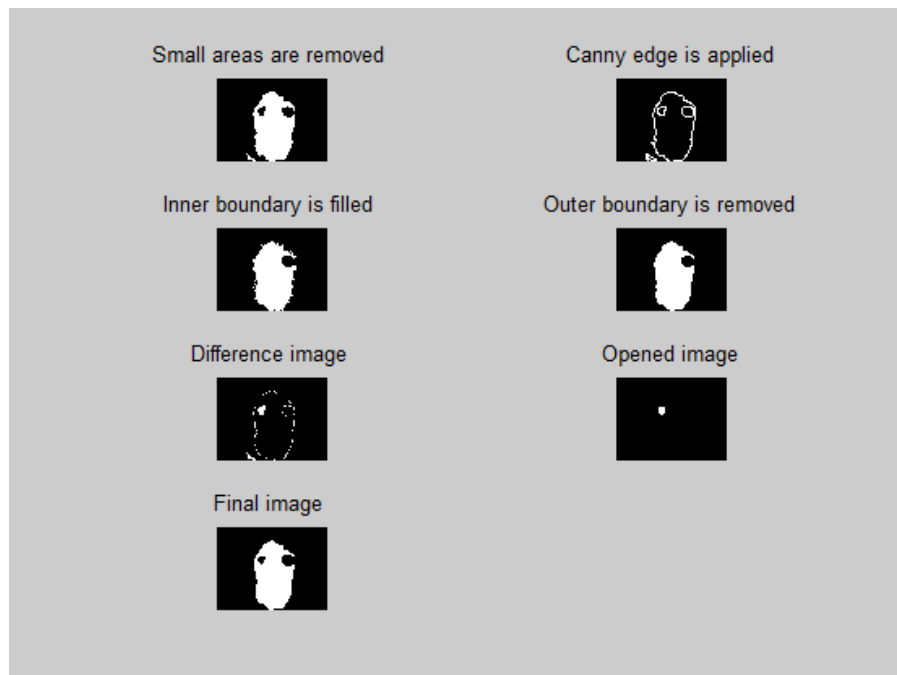 Small areas are removed
Canny edge is applied
Inner boundary is filled
Outer boundary is removed
Difference image
Opened image
Final image